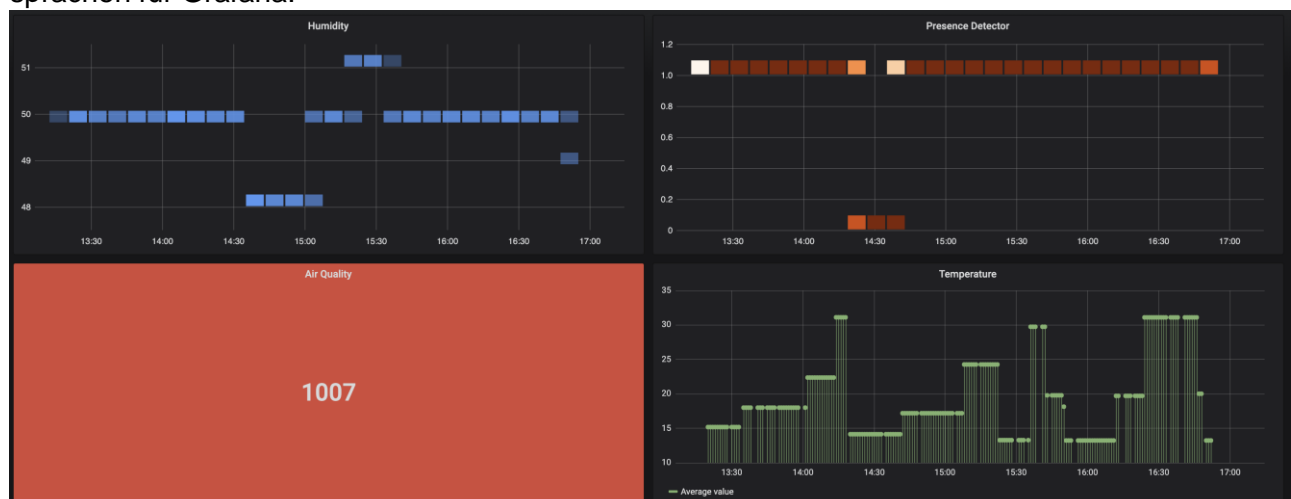 sprachen für Grafana.
Humidity
51
50
49
48
13:30 14:00 14:30 15:00 15:30 16:00 16:30 17:00
Presence Detector
1.2
1.0
0.8
0.6
0.4
0.2
0
13:30 14:00 14:30 15:00 15:30 16:00 16:30 17:00
Air Quality
1007
Temperature
35
30
25
20
15
10
13:30 14:00 14:30 15:00 15:30 16:00 16:30 17:00
Average value